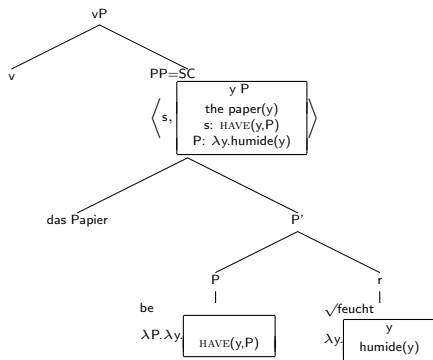 vP
v
PP=SC
⟨s,
y P
the paper(y)
s: HAVE(y,P)
P: λy.humide(y)
⟩
das Papier
P'
P
r
be
√feucht
λP.λy.
HAVE(y,P)
λy.
y
humide(y)